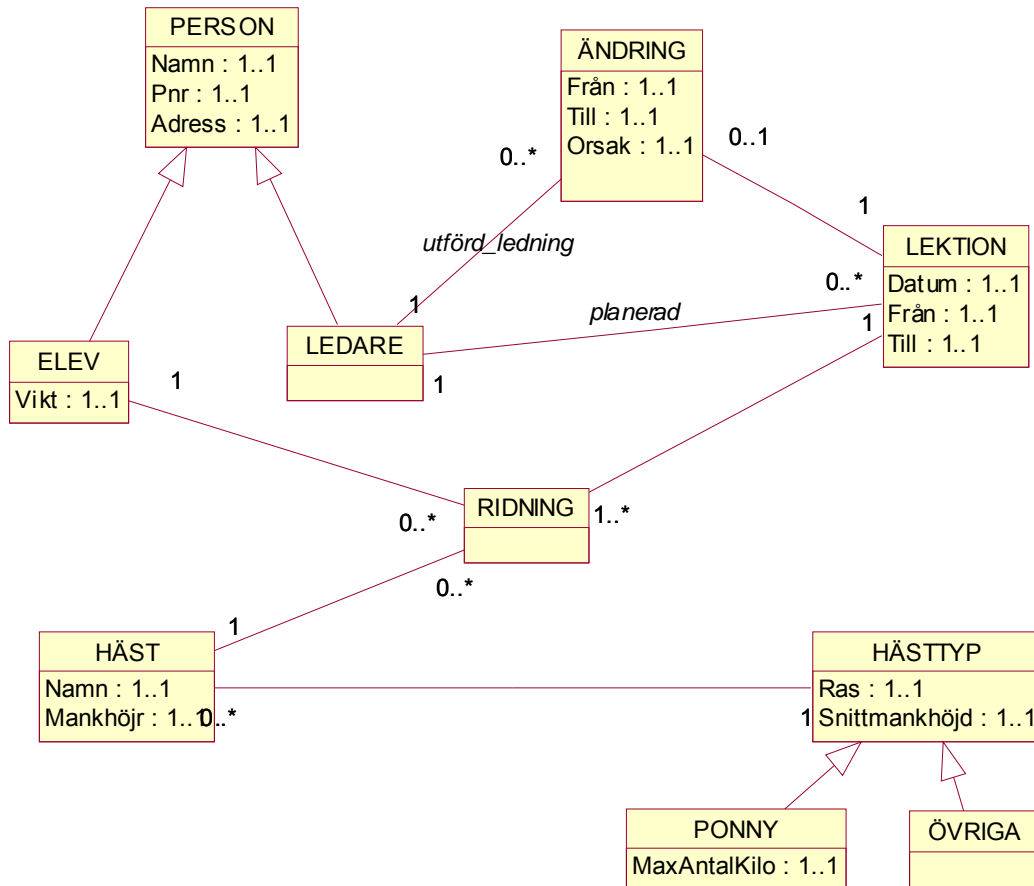 PERSON
Namn : 1..1
Pnr : 1..1
Adress : 1..1
ÄNDRING
Från : 1..1
Till : 1..1
Orsak : 1..1
0..*
0..1
utförd_ledning
1
1
LEKTION
Datum : 1..1
Från : 1..1
Till : 1..1
0..*
planerad
1
LEDARE
1
ELEV
Vikt : 1..1
1
RIDNING
0..*
1..*
0..*
1
HÄST
Namn : 1..1
Mankhöjr : 1..1
0..*
HÄSTTYP
Ras : 1..1
Snittmankhöjd : 1..1
1
PONNY
MaxAntalKilo : 1..1
ÖVRIGA